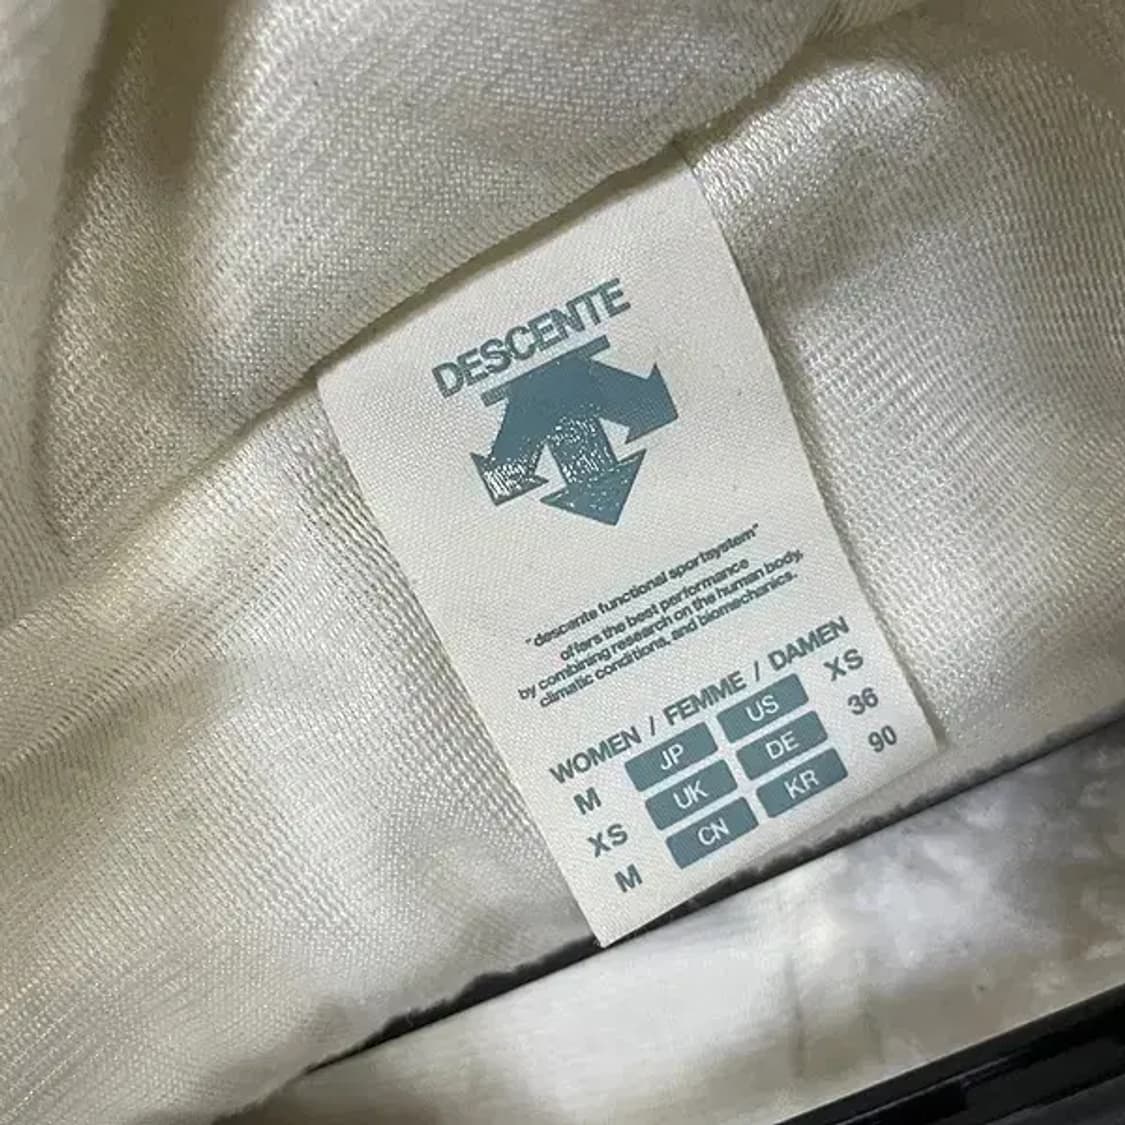 DESCENTE
"descente functional sportsystem"
offers the best performance
by combining research on the human body,
climatic conditions, and biomechanics.
WOMEN / FEMME / DAMEN
M JP US XS
XS UK DE 36
M CN KR 90